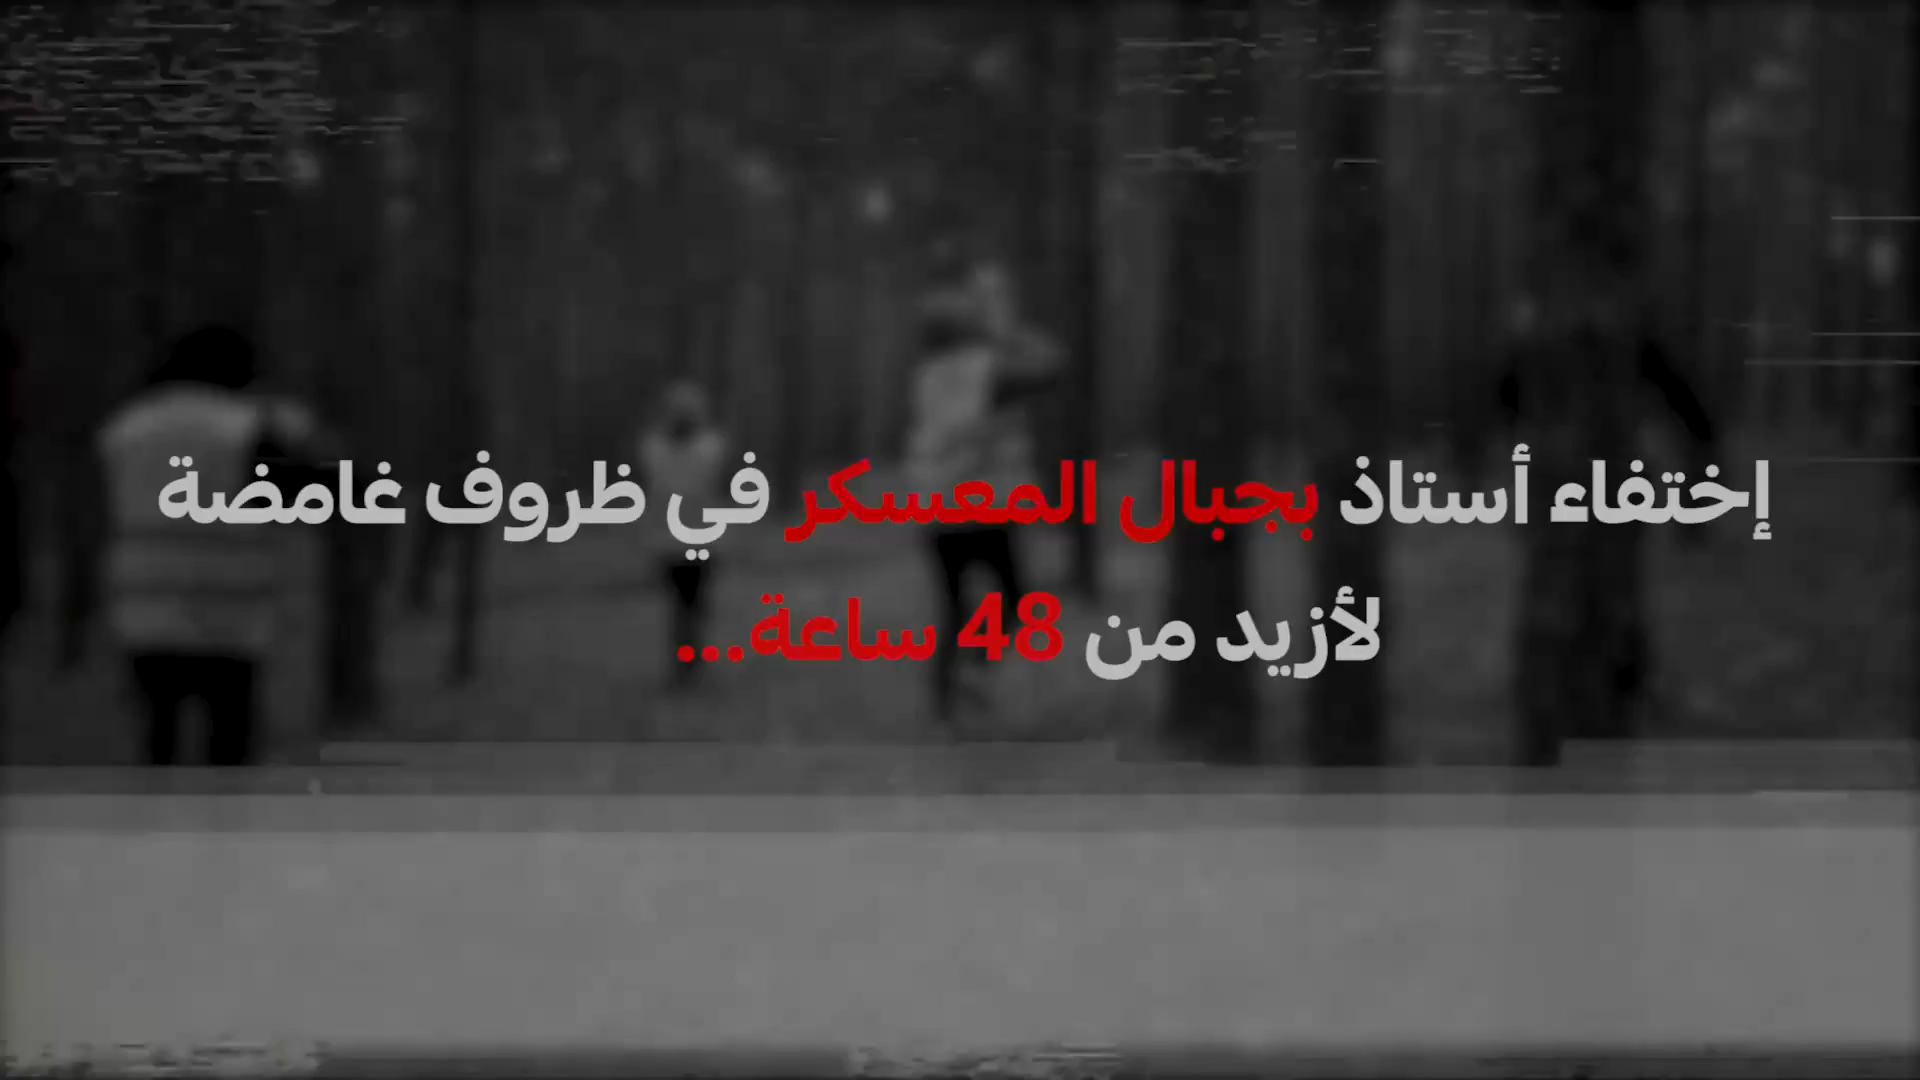 إختفاء أستاذ بجبال المعسكر في ظروف غامضة
لأزيد من 48 ساعة...